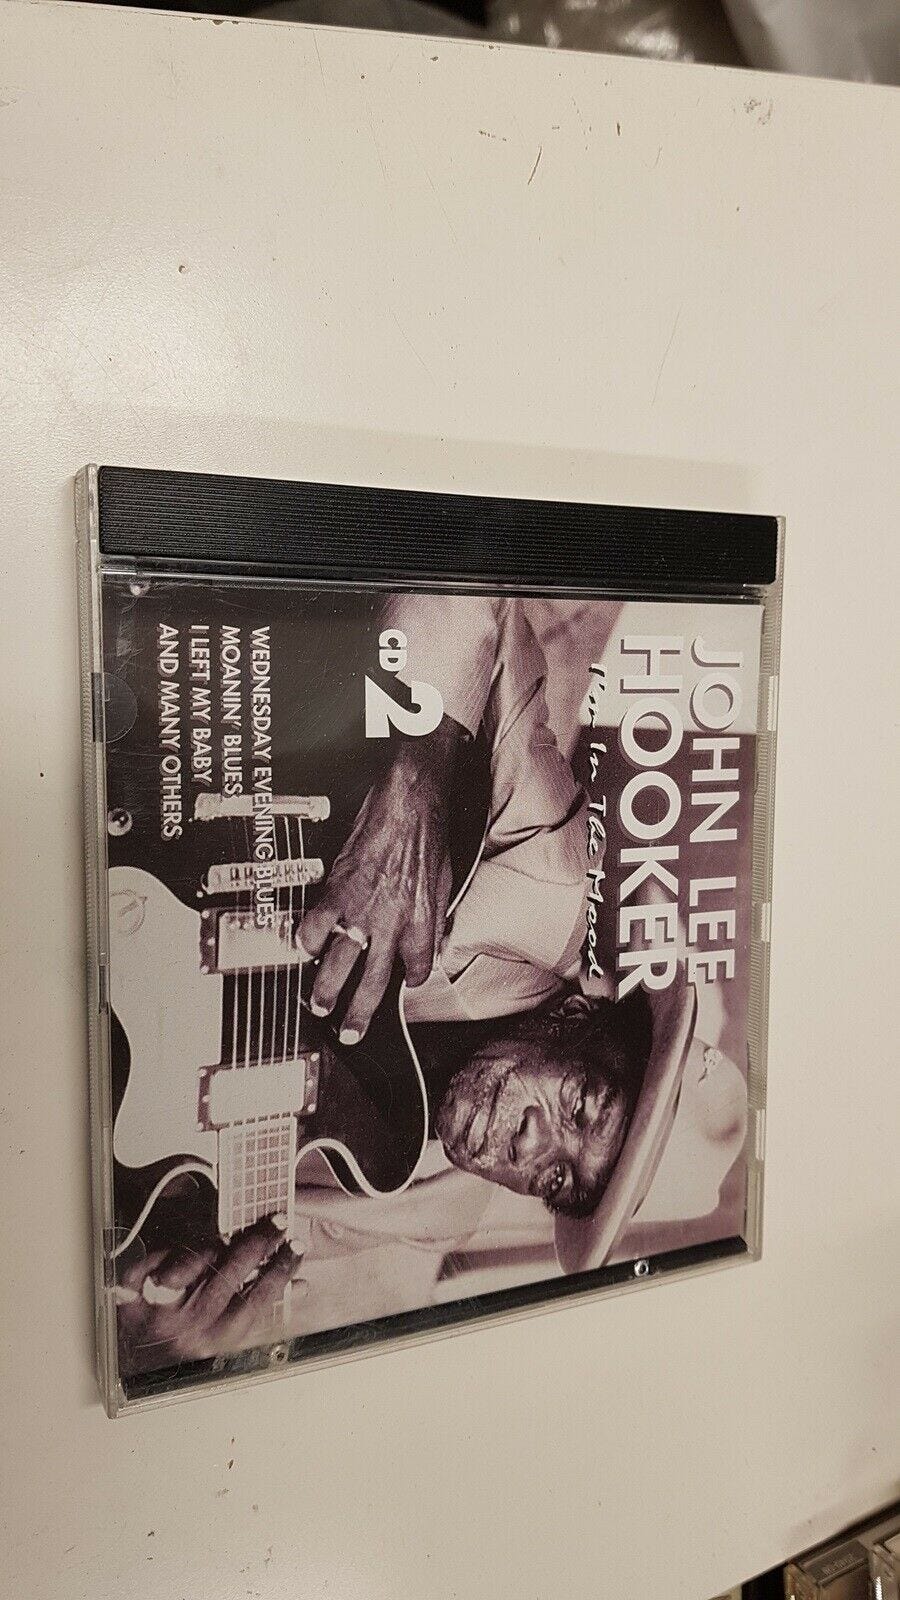 JOHN LEE
HOOKER
I'm In The Mood
CD 2
WEDNESDAY EVENING BLUES
MOANIN' BLUES
I LEFT MY BABY
AND MANY OTHERS